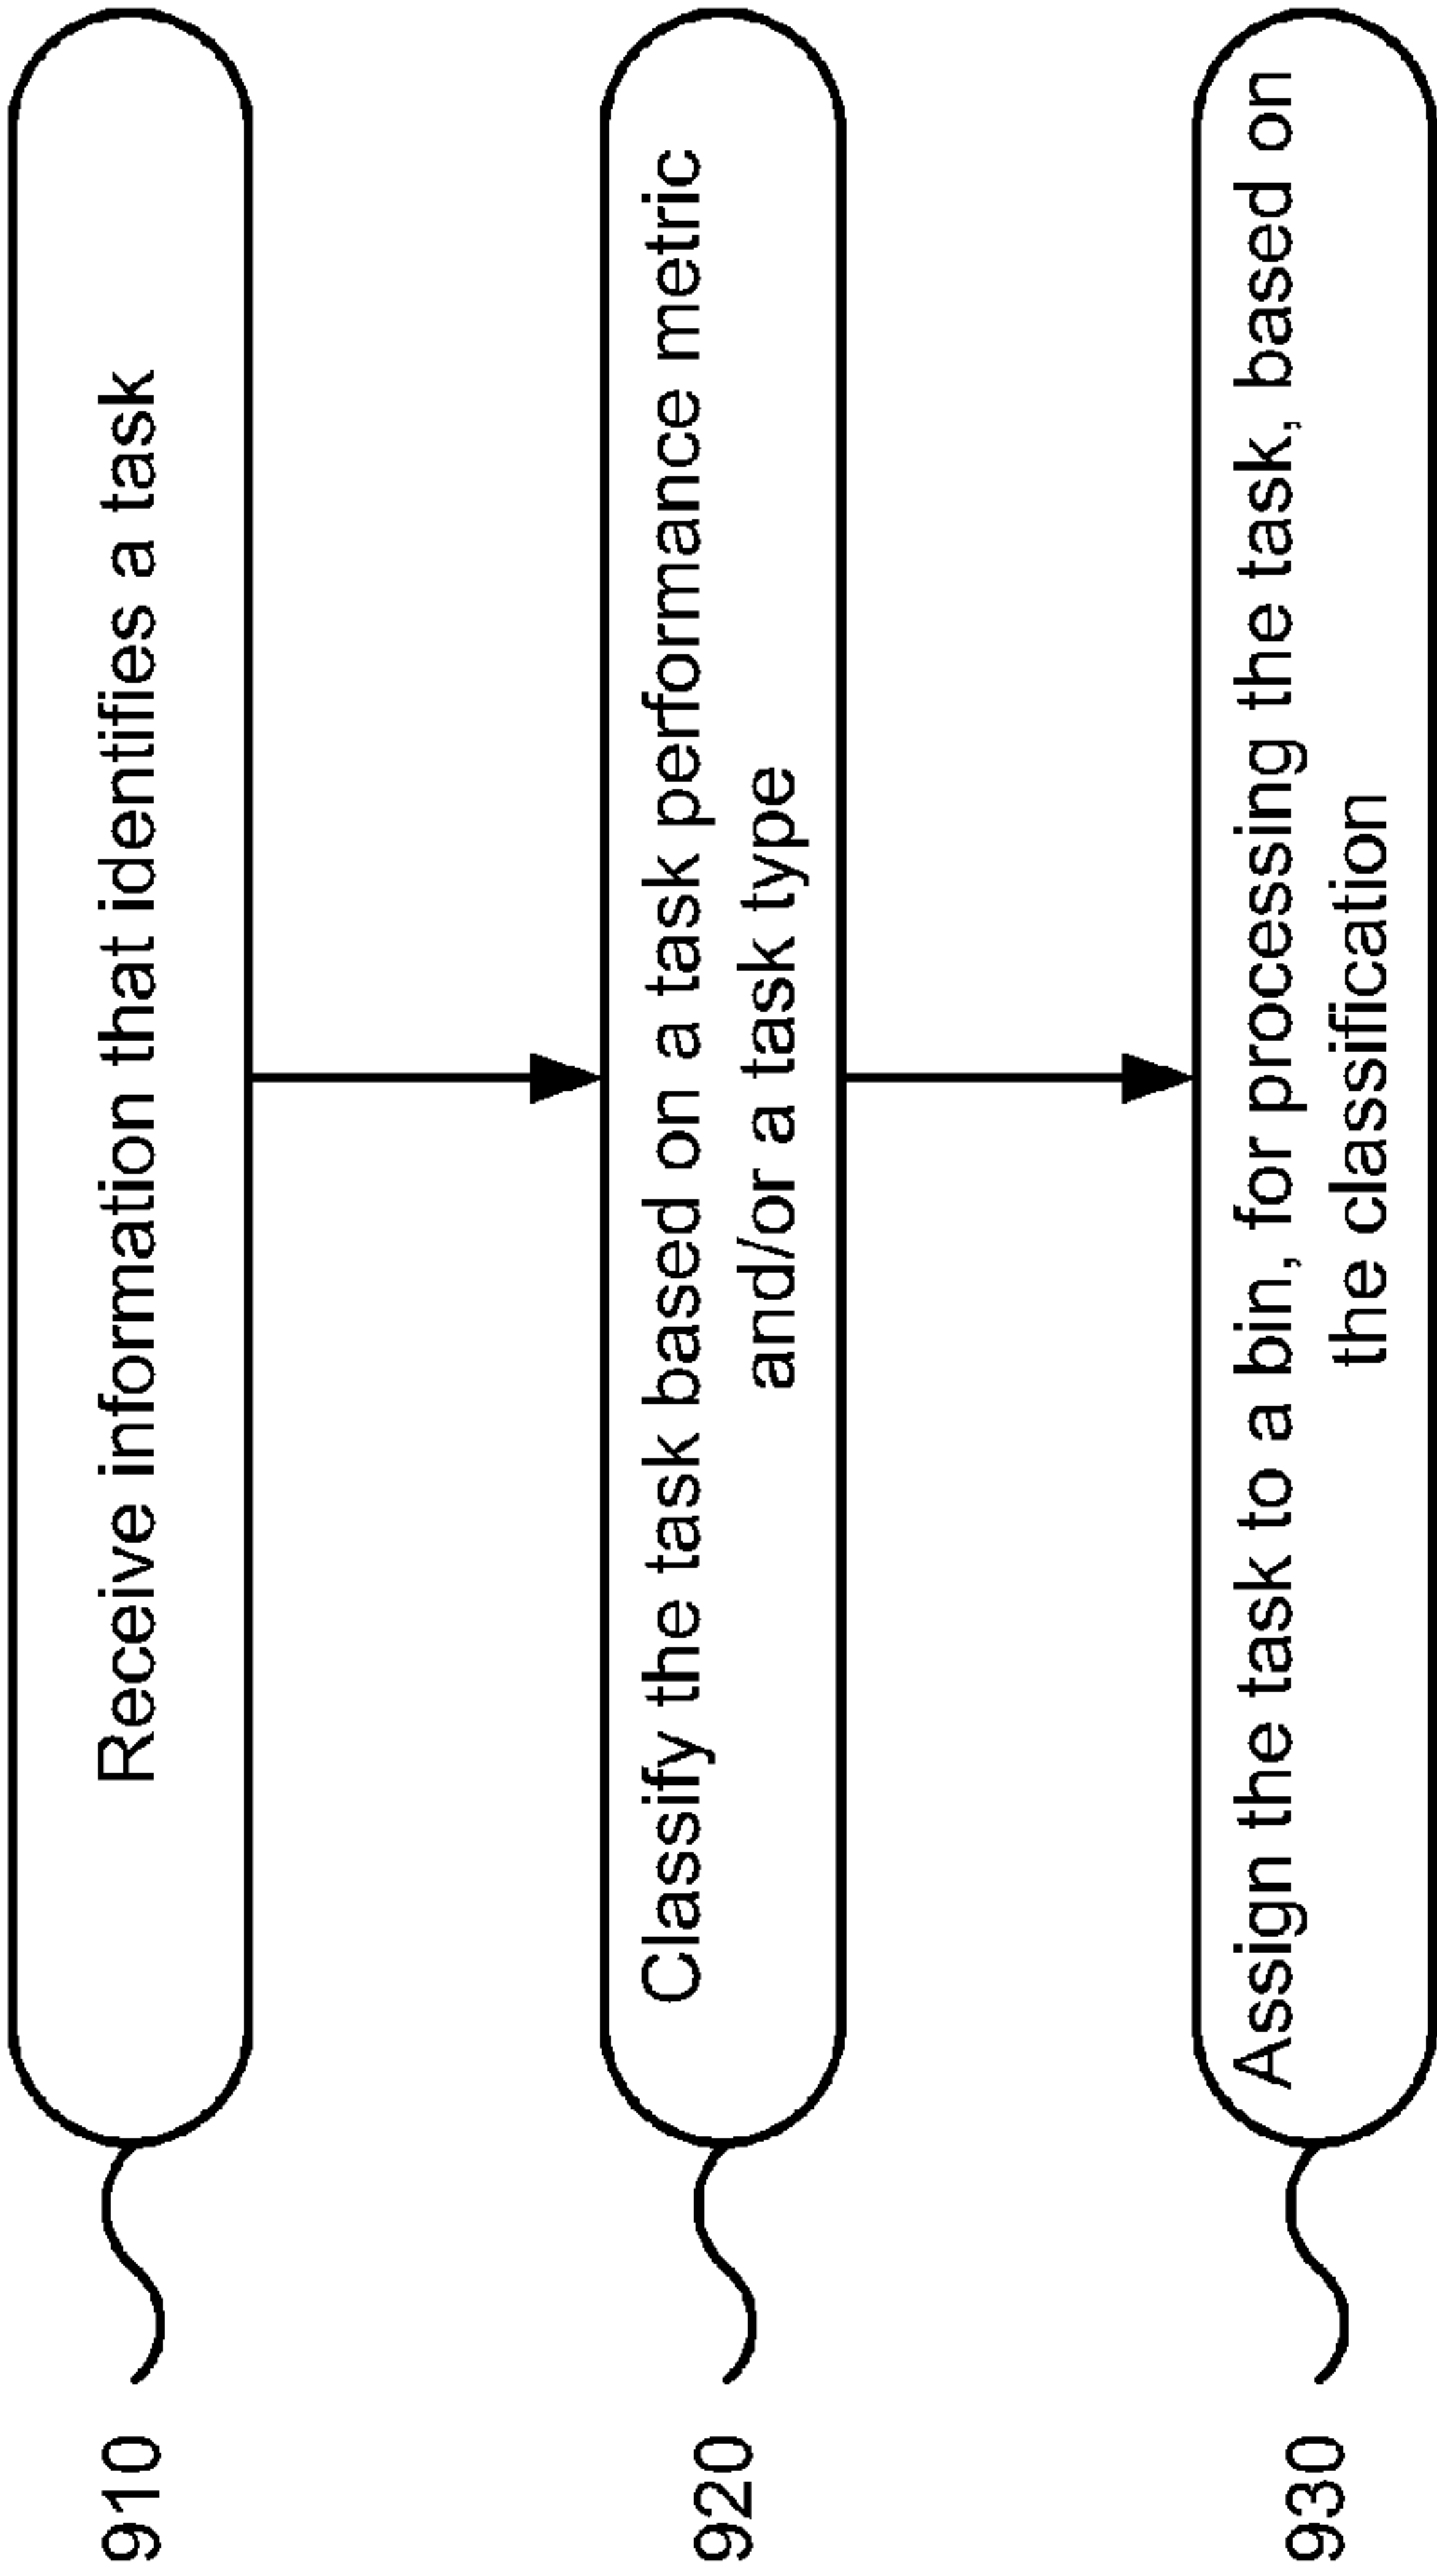 910
Receive information that identifies a task
920
Classify the task based on a task performance metric
and/or a task type
930
Assign the task to a bin, for processing the task, based on
the classification